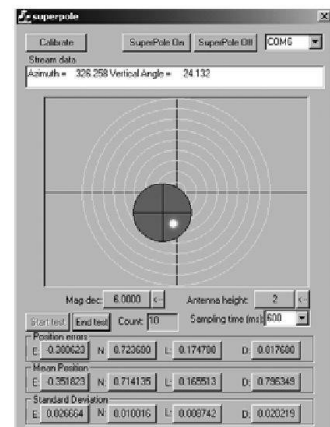 superpole
Calibrate SuperPole On SuperPole Off COM6
Stream data
Azimuth = 326.258 Vertical Angle = 24.132
Mag dec: 6.0000 <- Antenna height: 2 <-
Start test End test Count: 10 Sampling time (ms): 600
Position errors
E: -0.380623 N: 0.723680 L: 0.174780 D: 0.817680
Mean Position
E: -0.351823 N: 0.714135 L: 0.165513 D: 0.796349
Standard Deviation
E: 0.026664 N: 0.010016 L: 0.008742 D: 0.020219